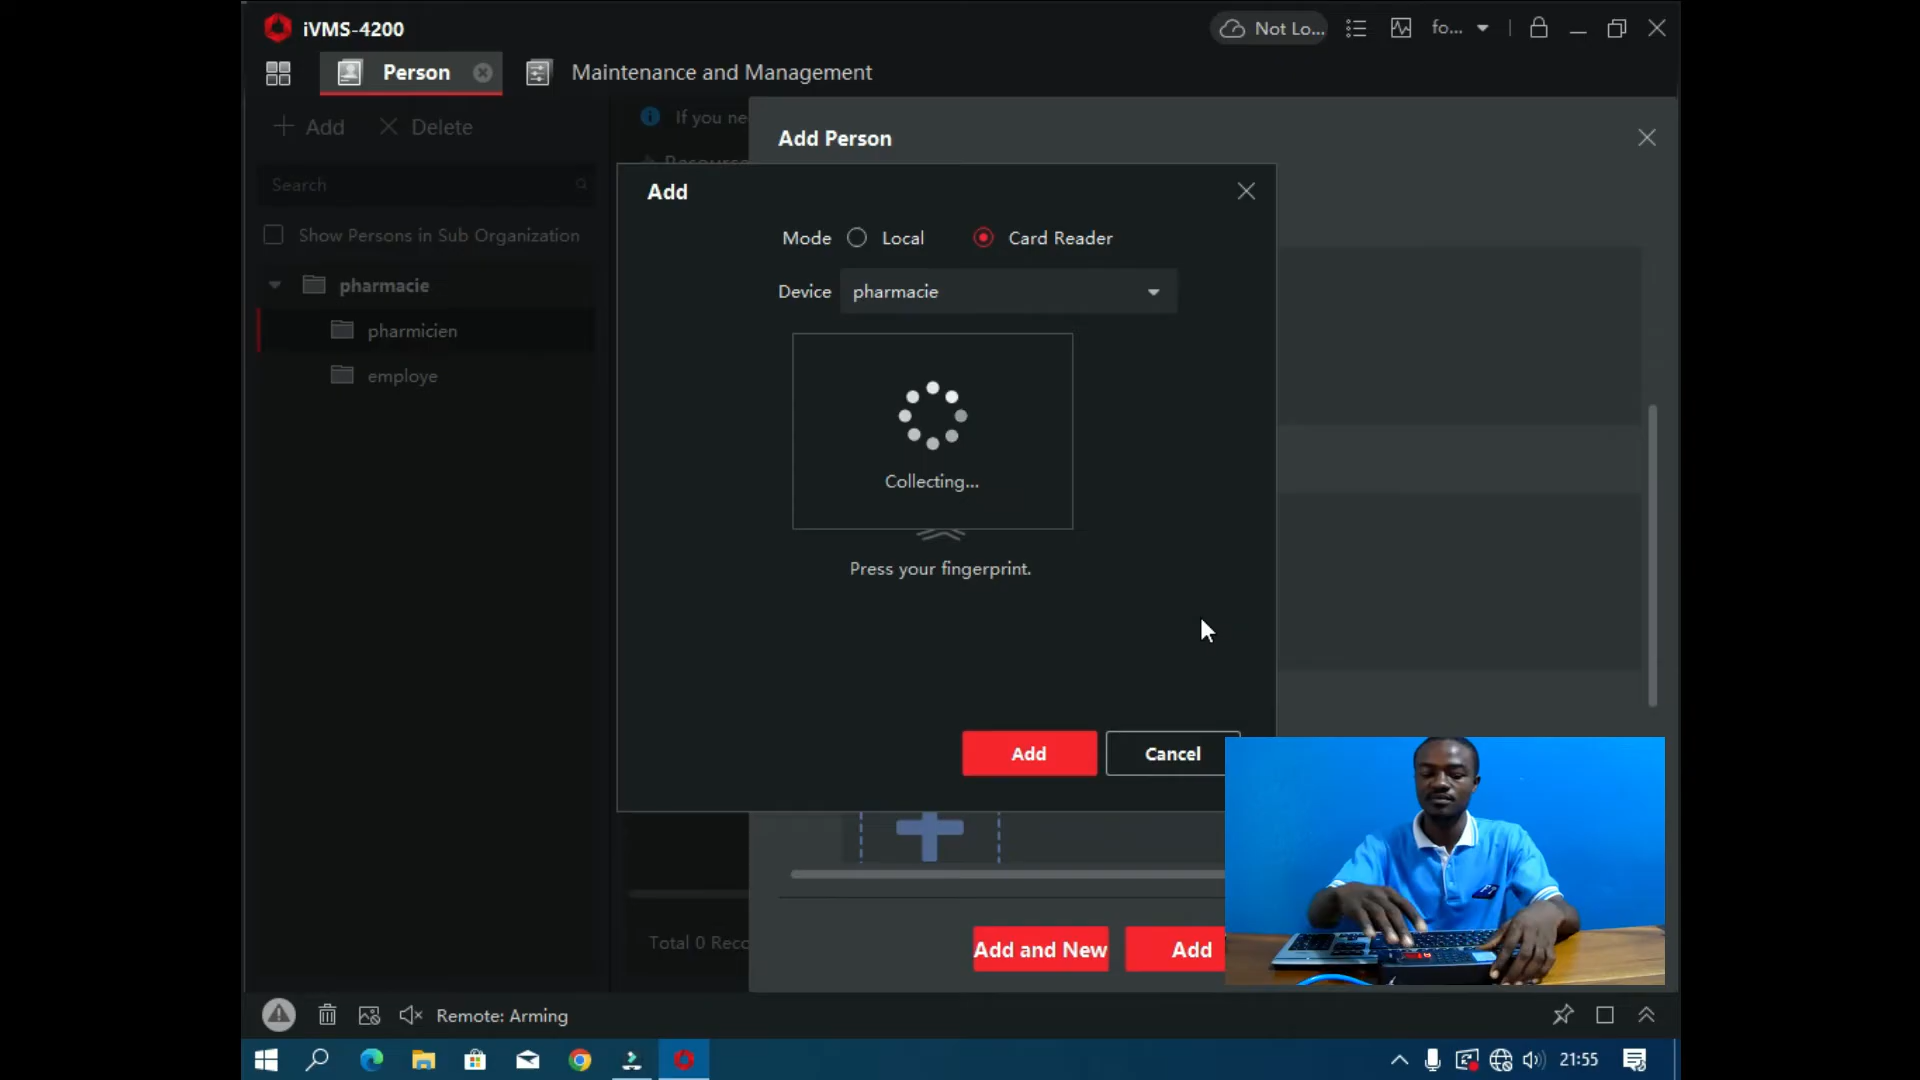 iVMS-4200
Not Lo...
fo...
Person
Maintenance and Management
Add
Delete
If you ne
Add Person
Resource
Search
Add
Mode
Local
Card Reader
Show Persons in Sub Organization
Device
pharmacie
pharmacie
pharmicien
employe
Collecting...
Press your fingerprint.
Add
Cancel
Total 0 Reco
Add and New
Add
Remote: Arming
21:55